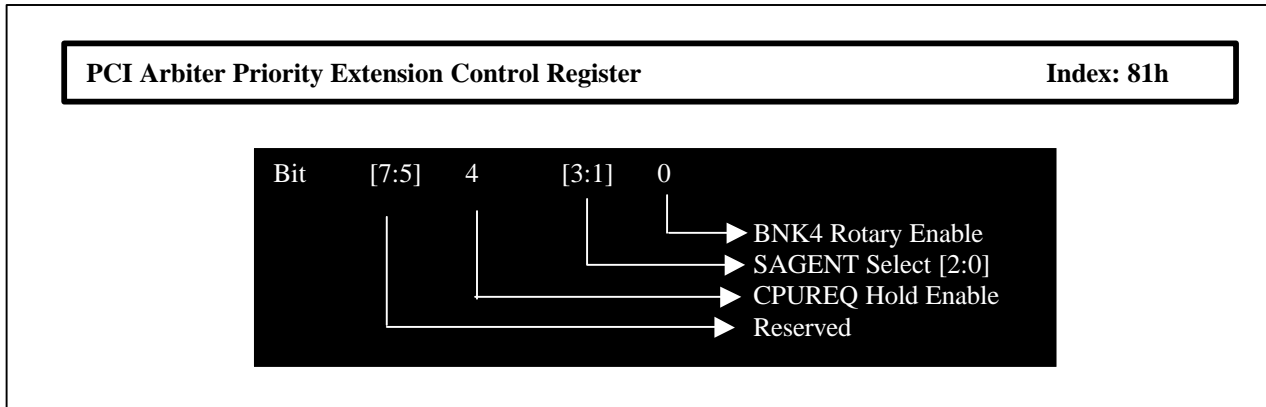 PCI Arbiter Priority Extension Control Register Index: 81h
Bit [7:5] 4 [3:1] 0
BNK4 Rotary Enable
SAGENT Select [2:0]
CPUREQ Hold Enable
Reserved